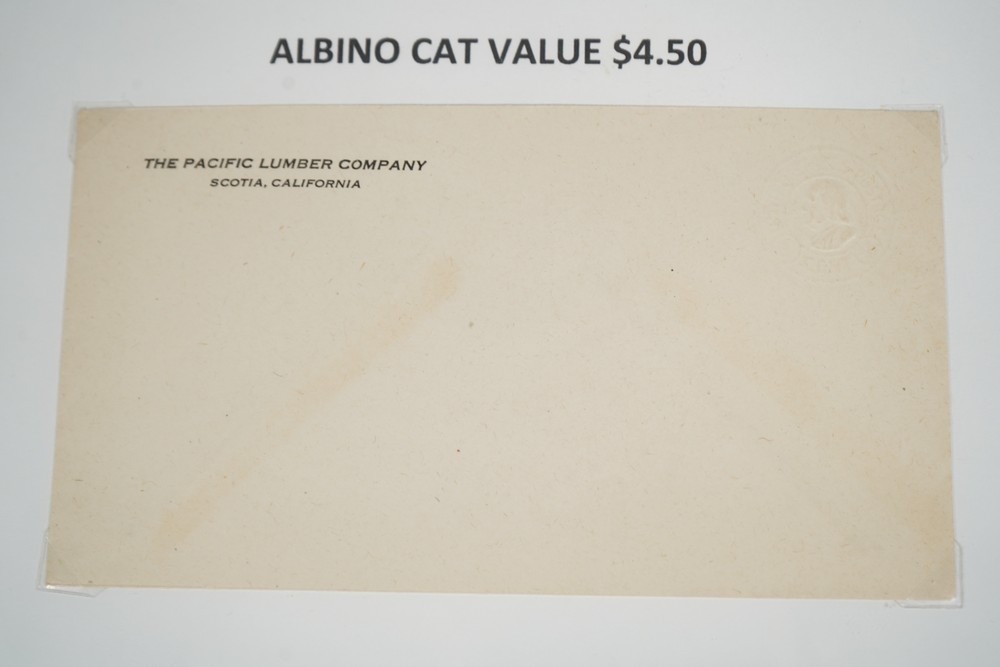 ALBINO CAT VALUE $4.50
THE PACIFIC LUMBER COMPANY
SCOTIA, CALIFORNIA